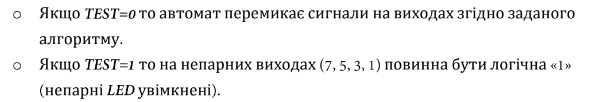 ○ Якщо TEST=0 то автомат перемикає сигнали на виходах згідно заданого
алгоритму.
○ Якщо TEST=1 то на непарних виходах (7, 5, 3, 1) повинна бути логічна «1»
(непарні LED увімкнені).